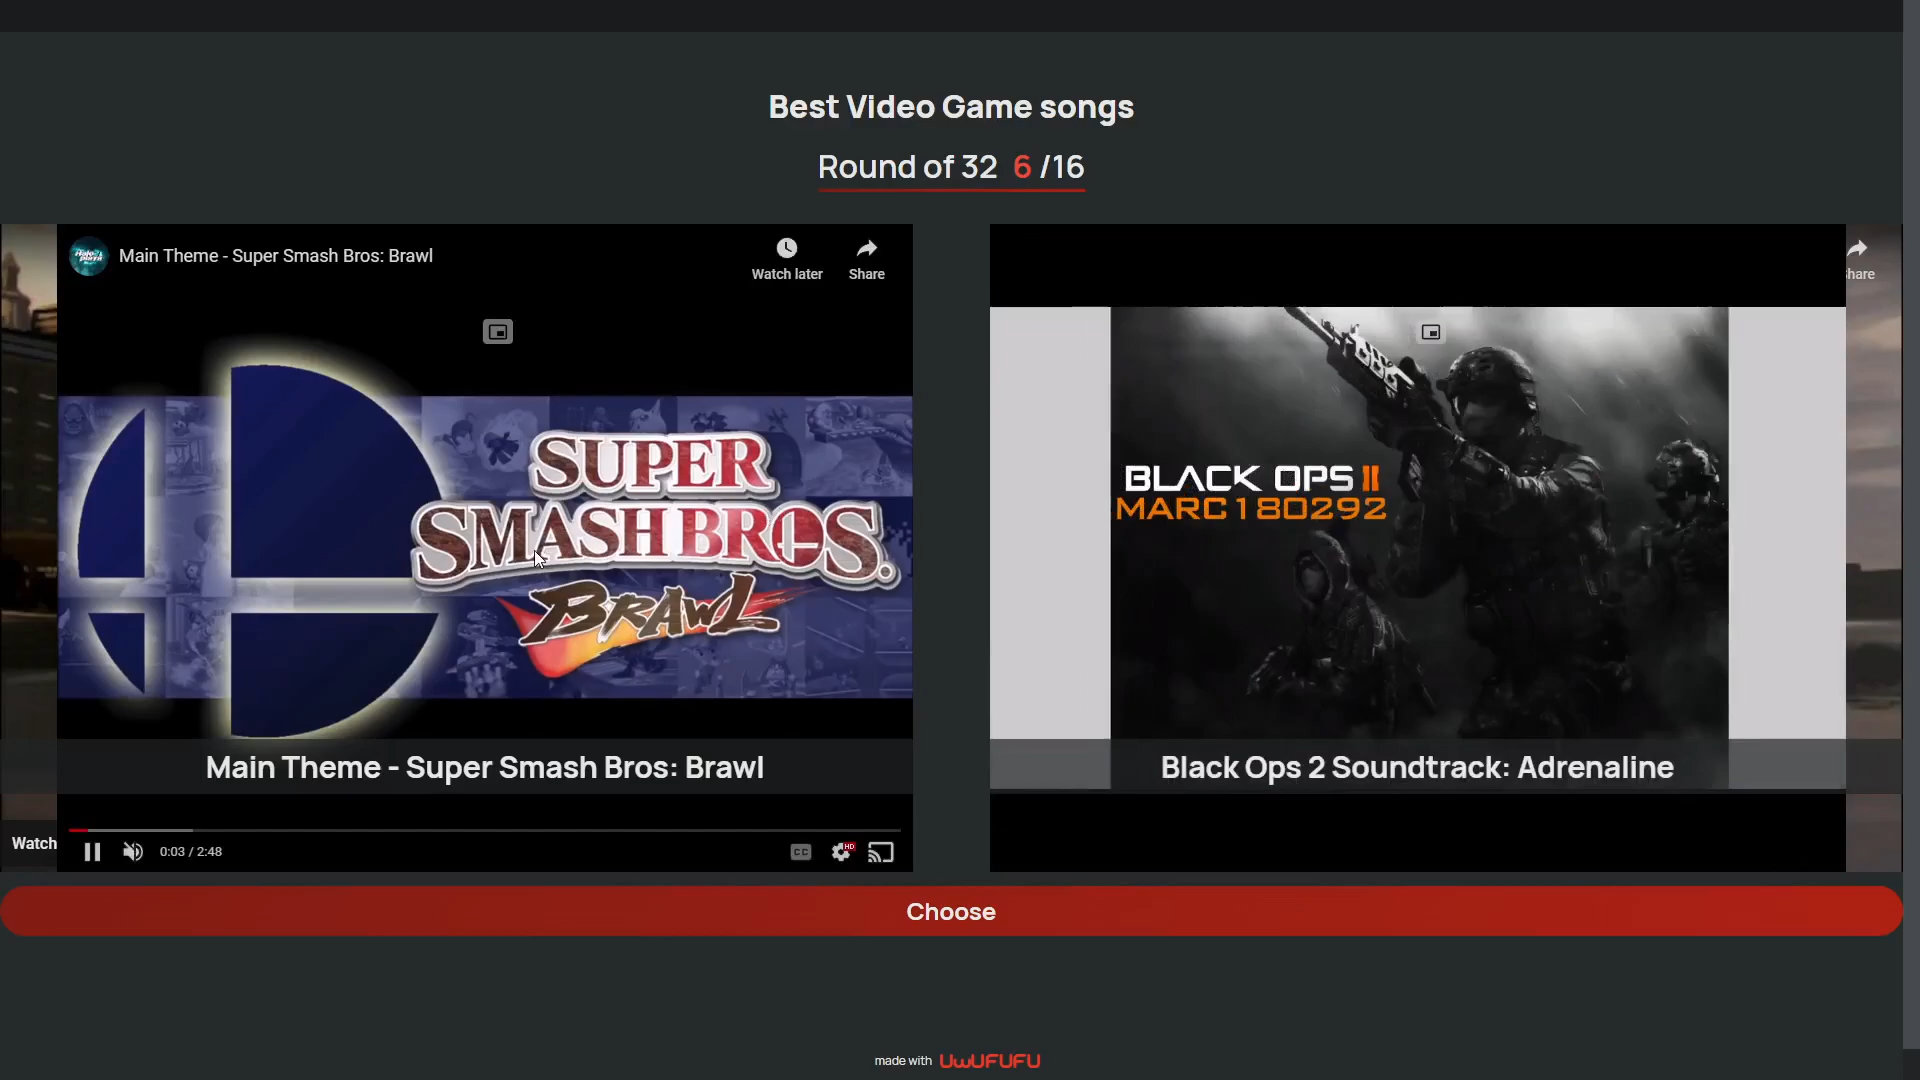 Best Video Game songs
Round of 32 6 /16
Main Theme - Super Smash Bros: Brawl
Watch later
Share
hare
SUPER
SMASH BROS.
BRAWL
BLACK OPS II
MARC180292
Main Theme - Super Smash Bros: Brawl
Black Ops 2 Soundtrack: Adrenaline
Watch
0:03 / 2:48
CC
HD
Choose
made with UwUFUFU